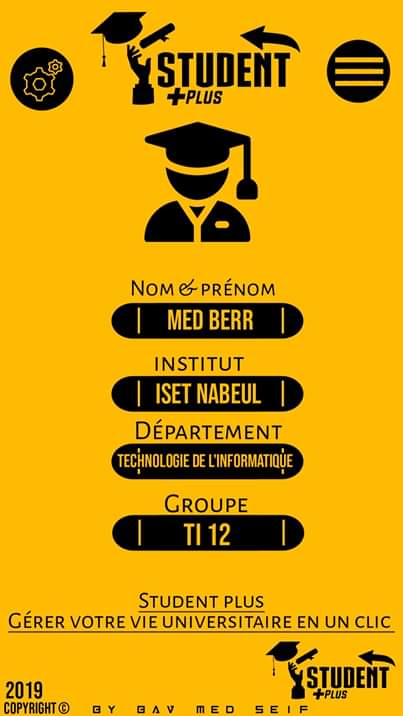 STUDENT
+PLUS
Nom & prénom
MED BERR
INSTITUT
ISET NABEUL
Département
TECHNOLOGIE DE L'INFORMATIQUE
Groupe
TI 12
Student plus
Gérer votre vie universitaire en un clic
STUDENT
+PLUS
2019
COPYRIGHT © BY BAV MED SEIF